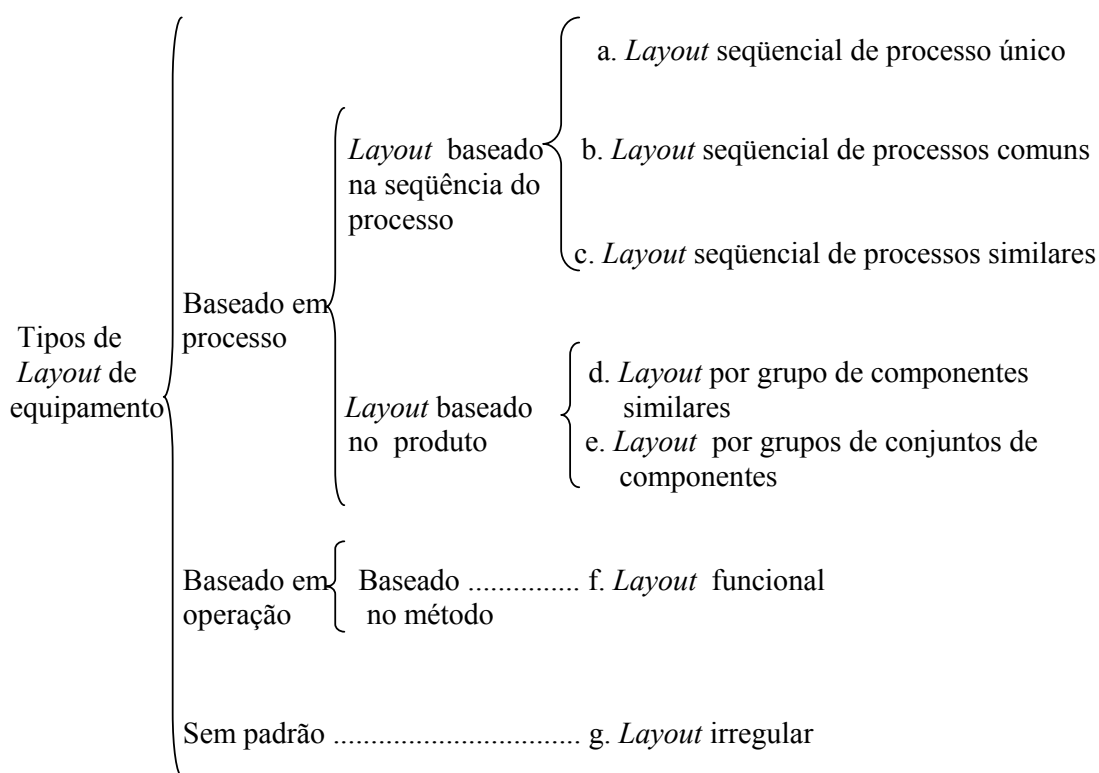 a. Layout seqüencial de processo único
Layout baseado
na seqüência do
processo
b. Layout seqüencial de processos comuns
c. Layout seqüencial de processos similares
Baseado em
processo
Tipos de
Layout de
equipamento
Layout baseado
no produto
d. Layout por grupo de componentes
similares
e. Layout por grupos de conjuntos de
componentes
Baseado em
operação
Baseado ............... f. Layout funcional
no método
Sem padrão ................................. g. Layout irregular